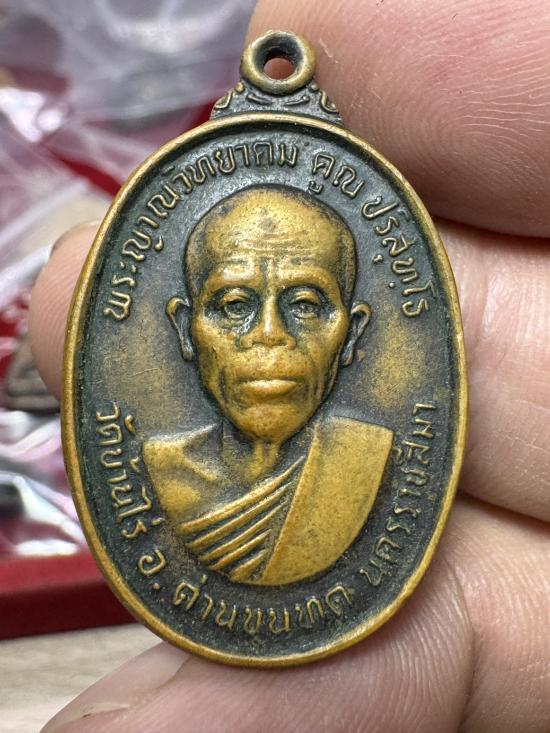 พระญาณวิทยาคม คูณ ปริสุทฺโธ
วัดบ้านไร่ อ. ด่านขุนทด นครราชสีมา